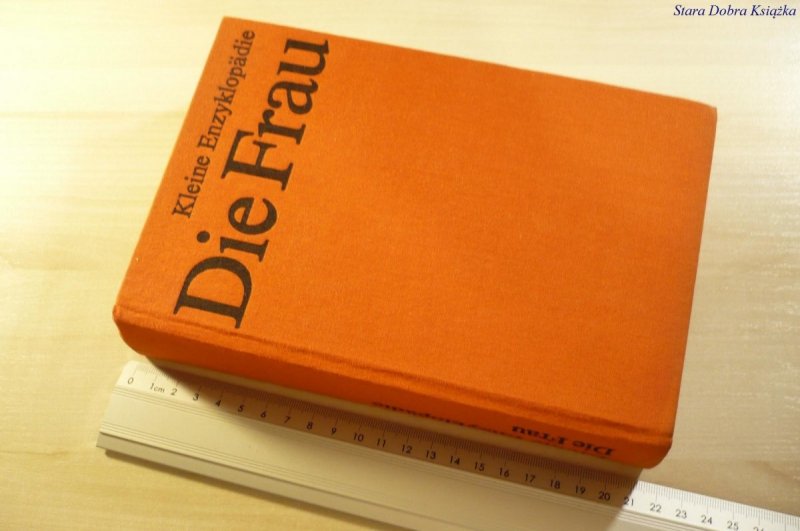 Stara Dobra Książka
Kleine Enzyklopädie
Die Frau
Die Frau
0 1cm 2 3 4 5 6 7 8 9 10 11 12 13 14 15 16 17 18 19 20 21 22 23 24 25